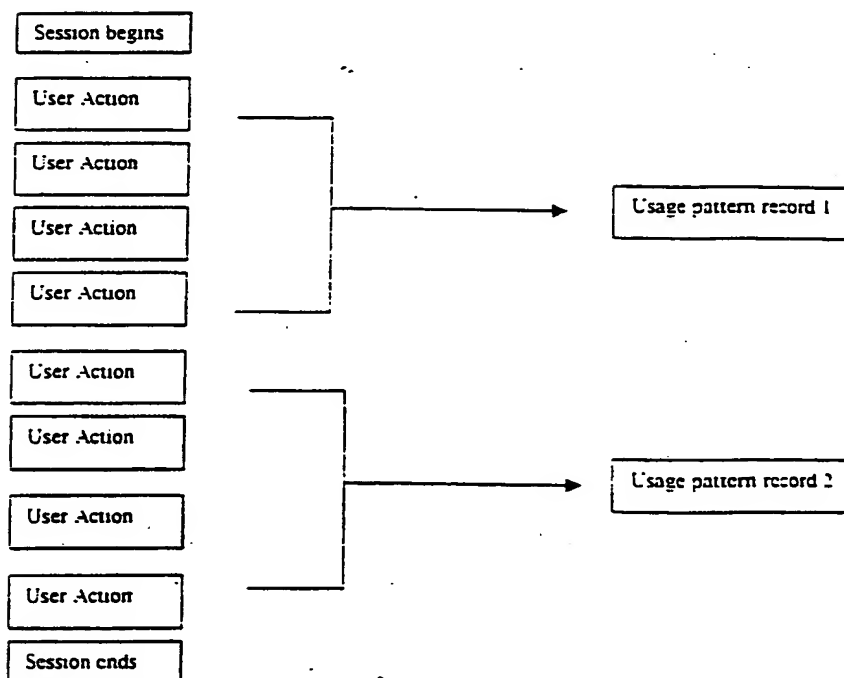 Session begins
User Action
User Action
User Action
User Action
Usage pattern record 1
User Action
User Action
User Action
User Action
Usage pattern record 2
Session ends